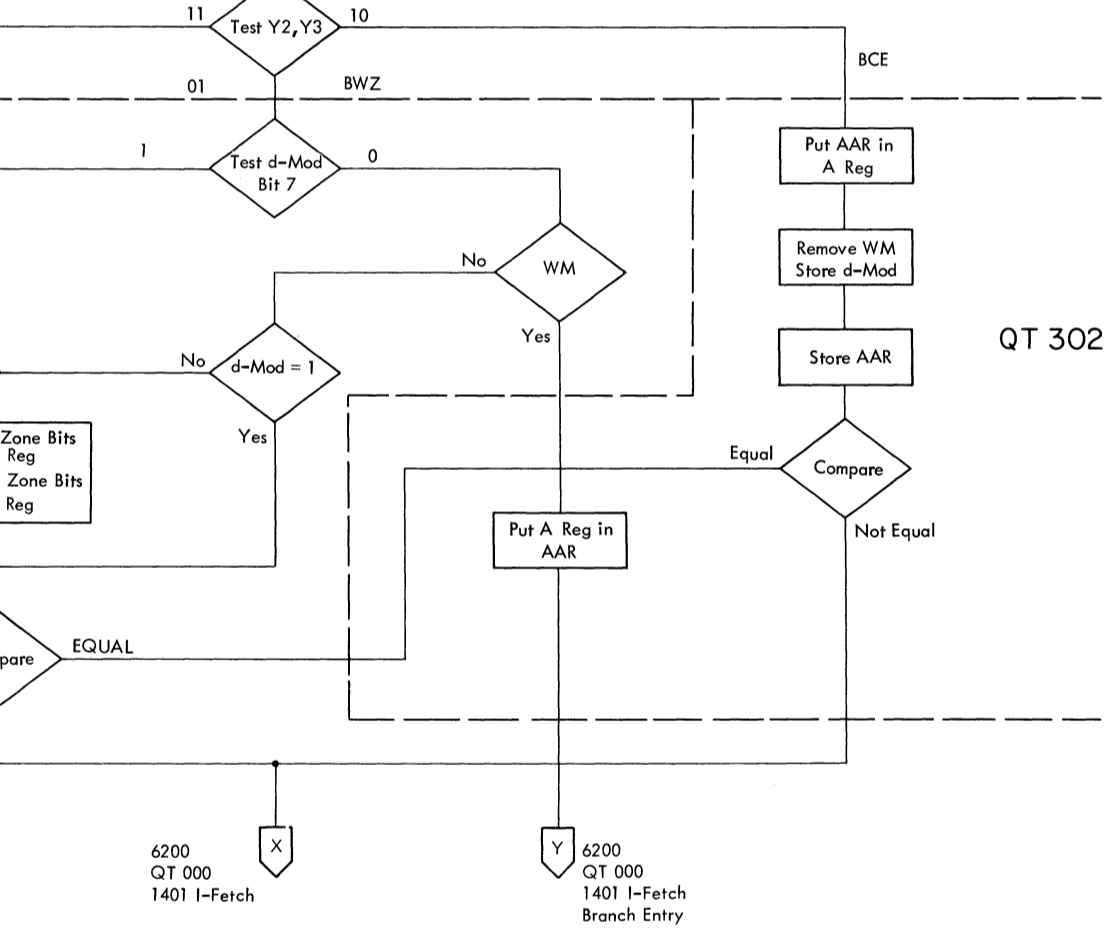 11
Test Y2,Y3
10
BCE
01
BWZ
1
Test d-Mod
Bit 7
0
Put AAR in
A Reg
Remove WM
Store d-Mod
No
WM
Yes
QT 302
Store AAR
No
d-Mod = 1
Yes
Zone Bits
Reg
Zone Bits
Reg
Equal
Compare
Not Equal
Put A Reg in
AAR
pare
EQUAL
X
6200
QT 000
1401 I-Fetch
Y
6200
QT 000
1401 I-Fetch
Branch Entry